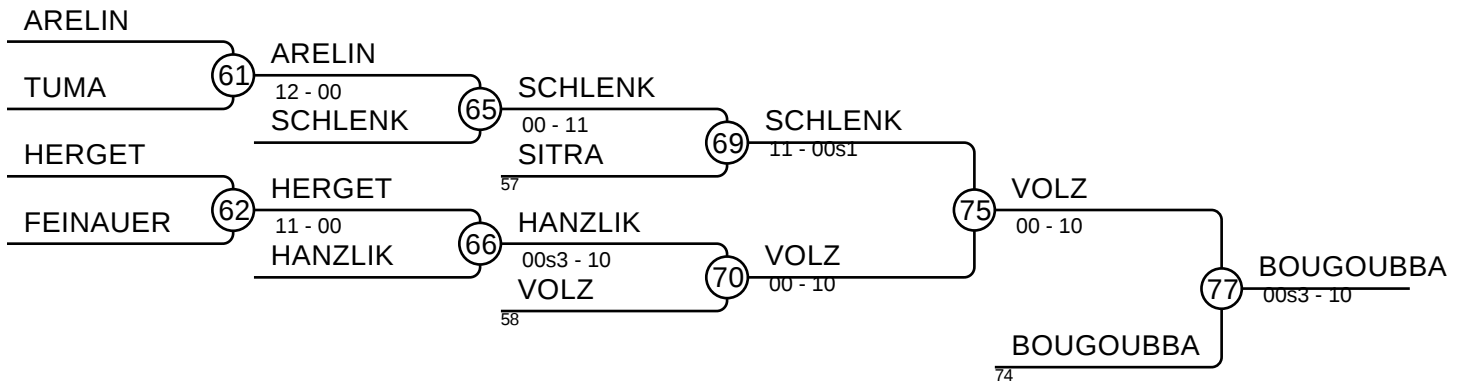 ARELIN
ARELIN
TUMA
61
12 - 00
SCHLENK
SCHLENK
65
00 - 11
SCHLENK
HERGET
SITRA
69
11 - 00s1
57
HERGET
FEINAUER
62
11 - 00
HANZLIK
HANZLIK
66
00s3 - 10
VOLZ
VOLZ
70
00 - 10
58
VOLZ
75
00 - 10
BOUGOUBBA
77
00s3 - 10
BOUGOUBBA
74